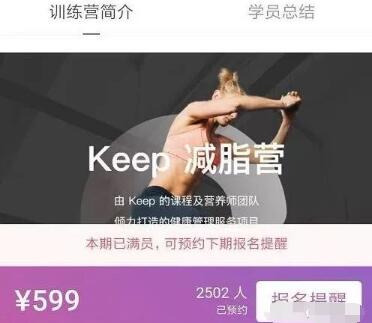 训练营简介
学员总结
Keep 减脂营
由 Keep 的课程及营养师团队
倾力打造的健康管理服务项目
本期已满员，可预约下期报名提醒
¥599
2502 人
已预约
报名提醒